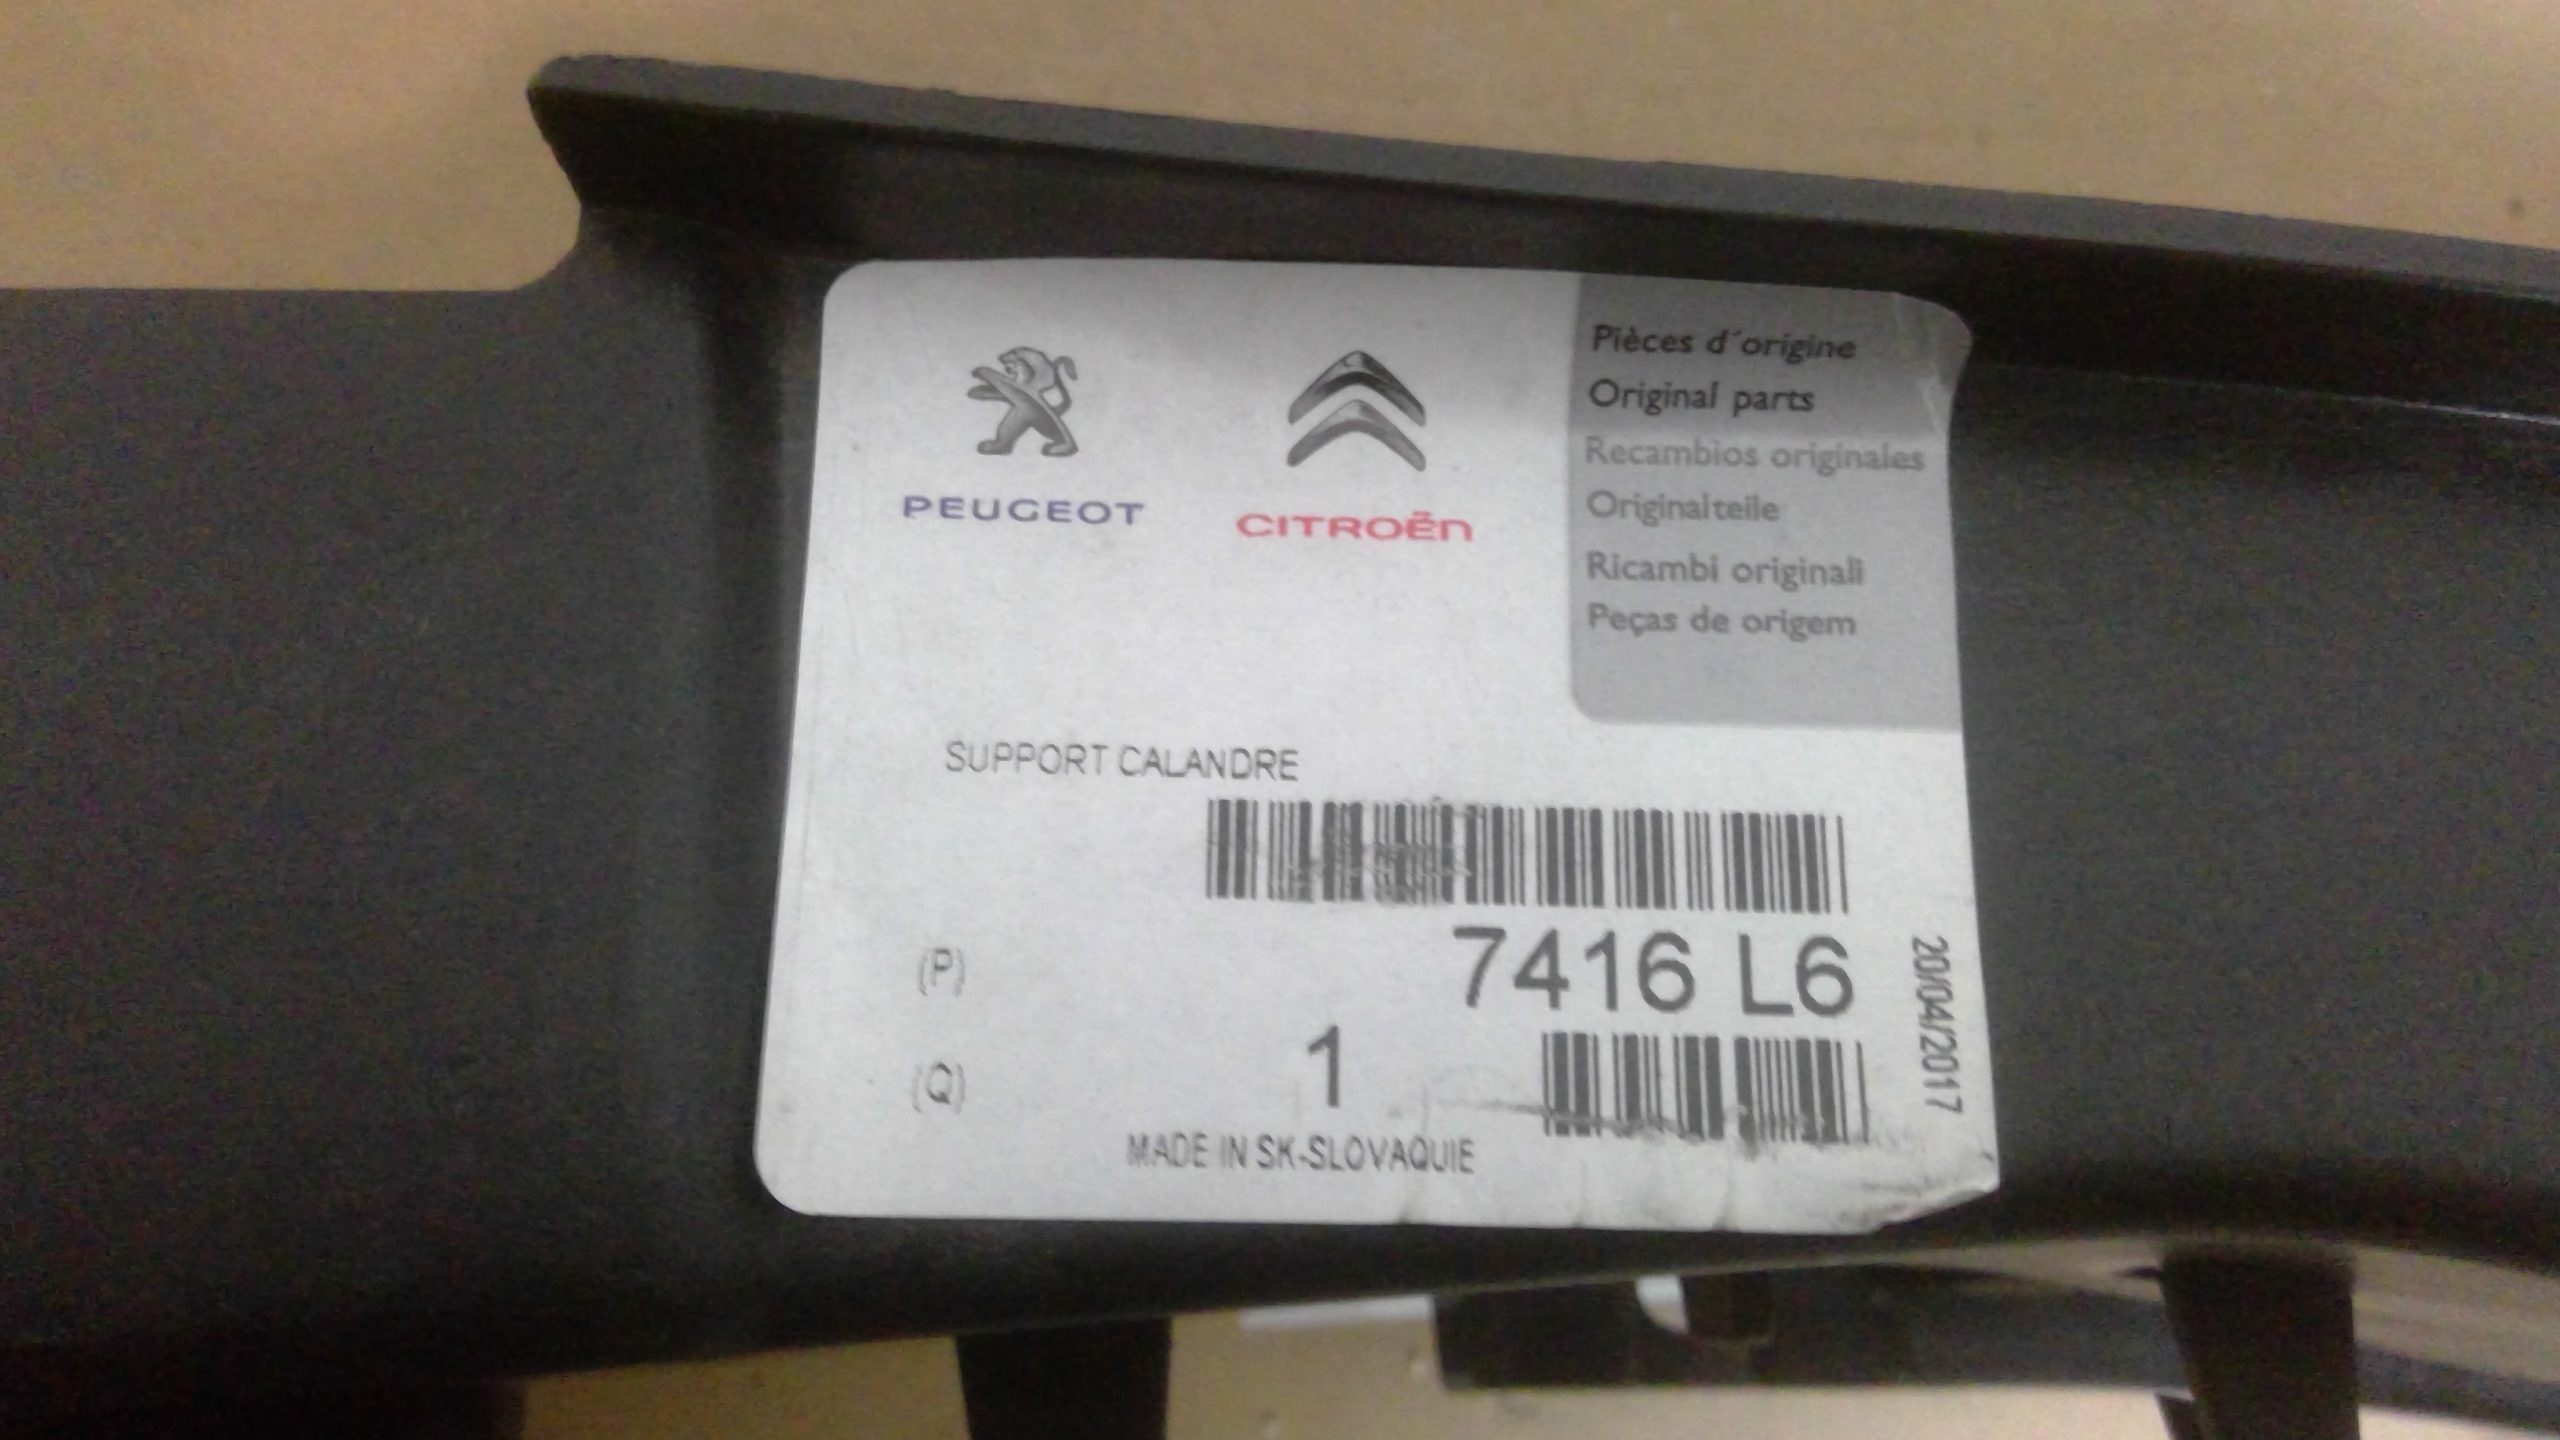 PEUGEOT
CITROËN
Pièces d'origine
Original parts
Recambios originales
Originalteile
Ricambi originali
Peças de origem
SUPPORT CALANDRE
(P) 7416 L6
(Q) 1
MADE IN SK-SLOVAQUIE
20/04/2017